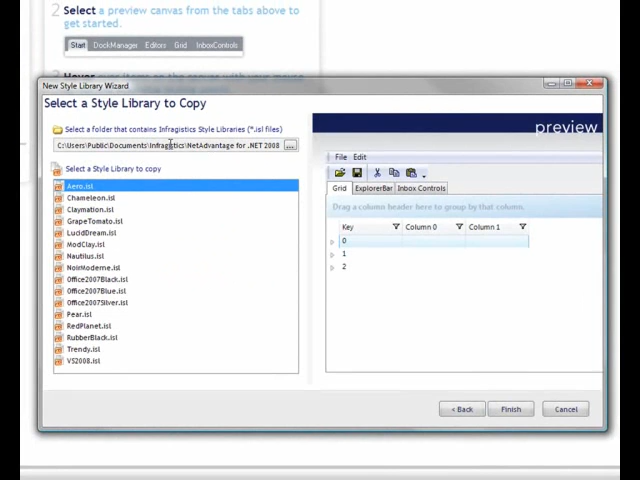 2 Select a preview canvas from the tabs above to
get started.
Start DockManager Editors Grid InboxControls
New Style Library Wizard
Select a Style Library to Copy
Select a folder that contains Infragistics Style Libraries (*.isl files)
C:\Users\Public\Documents\Infragistics\NetAdvantage for .NET 2008
...
Select a Style Library to copy
Aero.isl
Chameleon.isl
Claymation.isl
GrapeTomato.isl
LucidDream.isl
ModClay.isl
Nautilus.isl
NoirModerne.isl
Office2007Black.isl
Office2007Blue.isl
Office2007Silver.isl
Pear.isl
RedPlanet.isl
RubberBlack.isl
Trendy.isl
VS2008.isl
preview
File Edit
Grid ExplorerBar Inbox Controls
Drag a column header here to group by that column.
Key Column 0 Column 1
0
1
2
< Back Finish Cancel